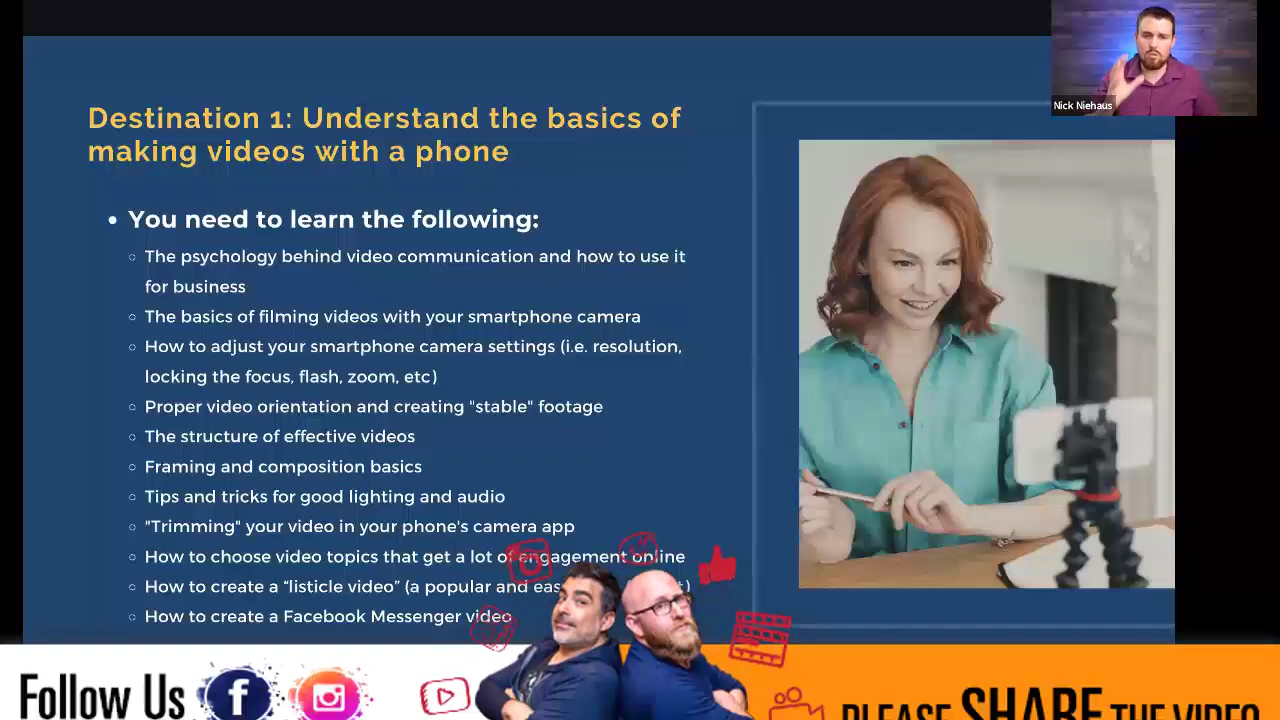 Nick Niehaus
Destination 1: Understand the basics of
making videos with a phone
• You need to learn the following:
◦ The psychology behind video communication and how to use it
for business
◦ The basics of filming videos with your smartphone camera
◦ How to adjust your smartphone camera settings (i.e. resolution,
locking the focus, flash, zoom, etc)
◦ Proper video orientation and creating "stable" footage
◦ The structure of effective videos
◦ Framing and composition basics
◦ Tips and tricks for good lighting and audio
◦ "Trimming" your video in your phone's camera app
◦ How to choose video topics that get a lot of engagement online
◦ How to create a “listicle video” (a popular and
◦ How to create a Facebook Messenger video
Follow Us
PLEASE SHARE THE VIDEO